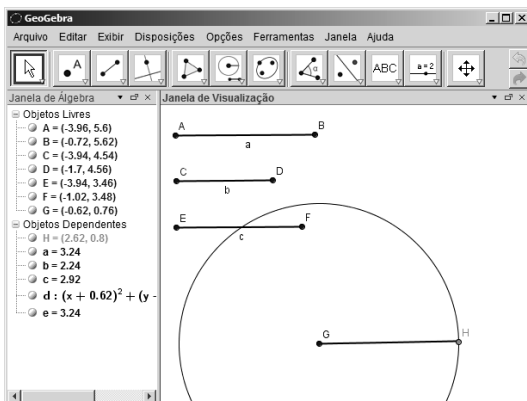 GeoGebra
Arquivo Editar Exibir Disposições Opções Ferramentas Janela Ajuda
A
α
ABC
a = 2
Janela de Álgebra
Objetos Livres
A = (-3.96, 5.6)
B = (-0.72, 5.62)
C = (-3.94, 4.54)
D = (-1.7, 4.56)
E = (-3.94, 3.46)
F = (-1.02, 3.48)
G = (-0.62, 0.76)
Objetos Dependentes
H = (2.62, 0.8)
a = 3.24
b = 2.24
c = 2.92
d : (x + 0.62)² + (y -
e = 3.24
Janela de Visualização
A B
a
C D
b
E F
c
G H